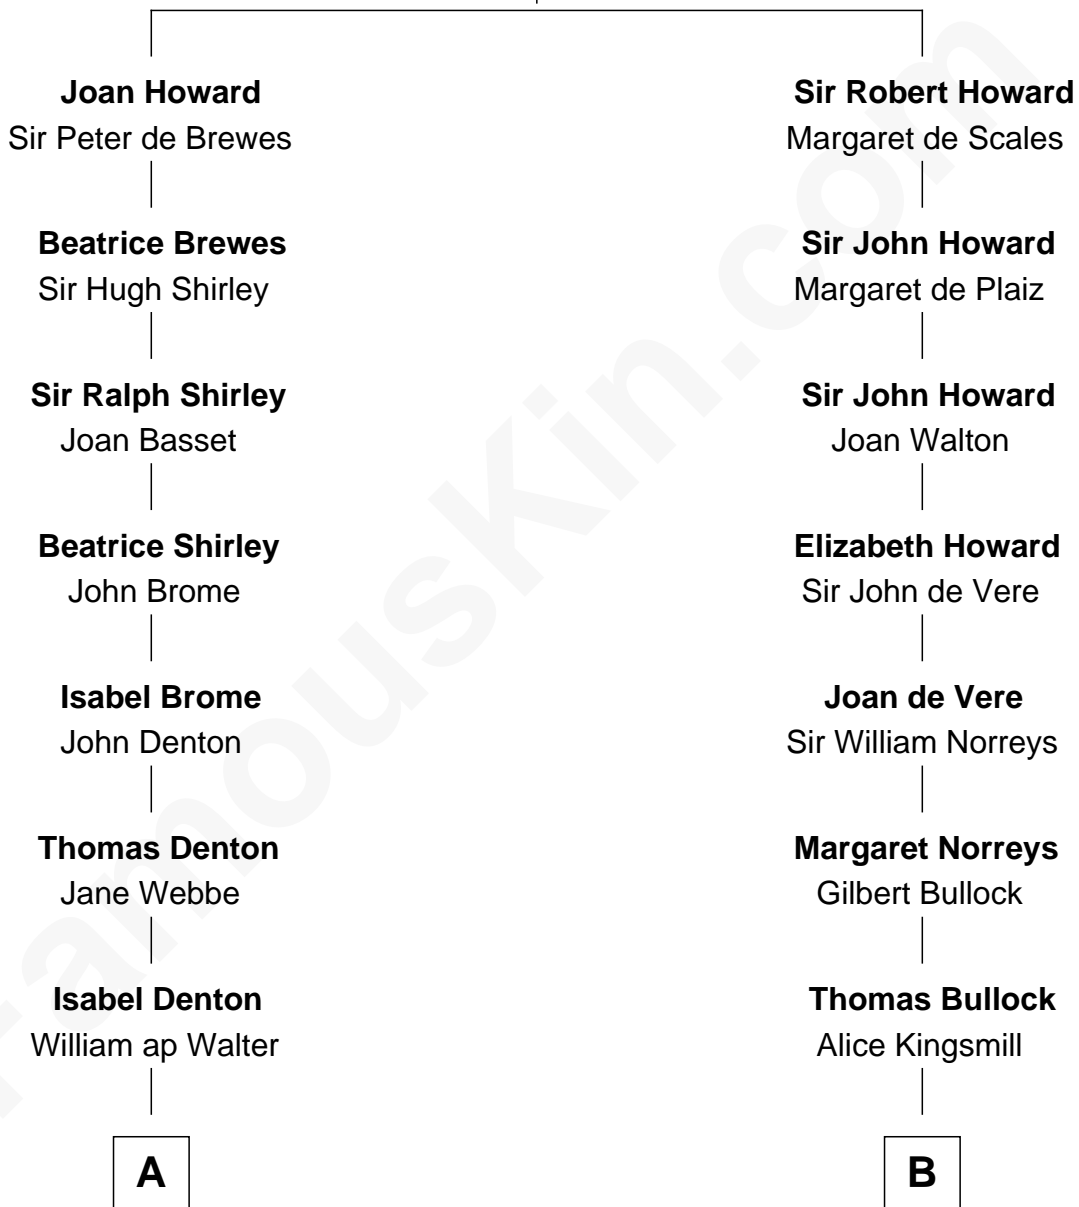 Joan Howard
Sir Peter de Brewes
Beatrice Brewes
Sir Hugh Shirley
Sir Ralph Shirley
Joan Basset
Beatrice Shirley
John Brome
Isabel Brome
John Denton
Thomas Denton
Jane Webbe
Isabel Denton
William ap Walter
A
Sir Robert Howard
Margaret de Scales
Sir John Howard
Margaret de Plaiz
Sir John Howard
Joan Walton
Elizabeth Howard
Sir John de Vere
Joan de Vere
Sir William Norreys
Margaret Norreys
Gilbert Bullock
Thomas Bullock
Alice Kingsmill
B
FamousKin.com